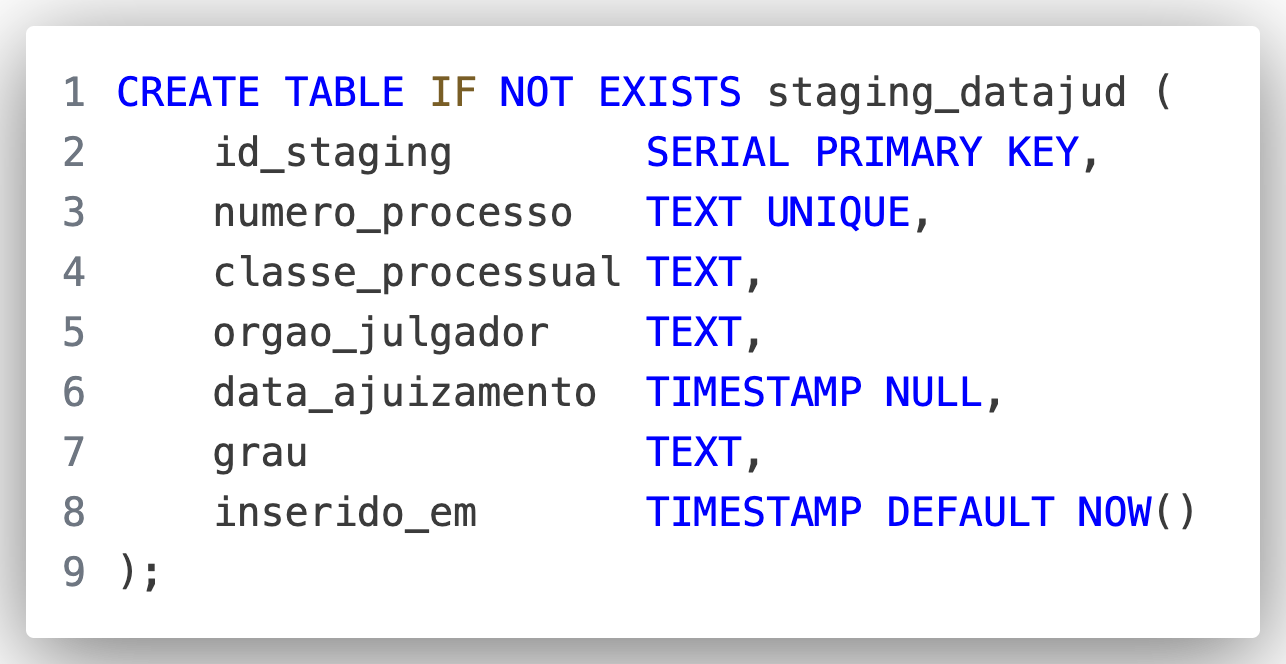 1 CREATE TABLE IF NOT EXISTS staging_datajud (
2     id_staging        SERIAL PRIMARY KEY,
3     numero_processo   TEXT UNIQUE,
4     classe_processual TEXT,
5     orgao_julgador    TEXT,
6     data_ajuizamento  TIMESTAMP NULL,
7     grau              TEXT,
8     inserido_em       TIMESTAMP DEFAULT NOW()
9 );